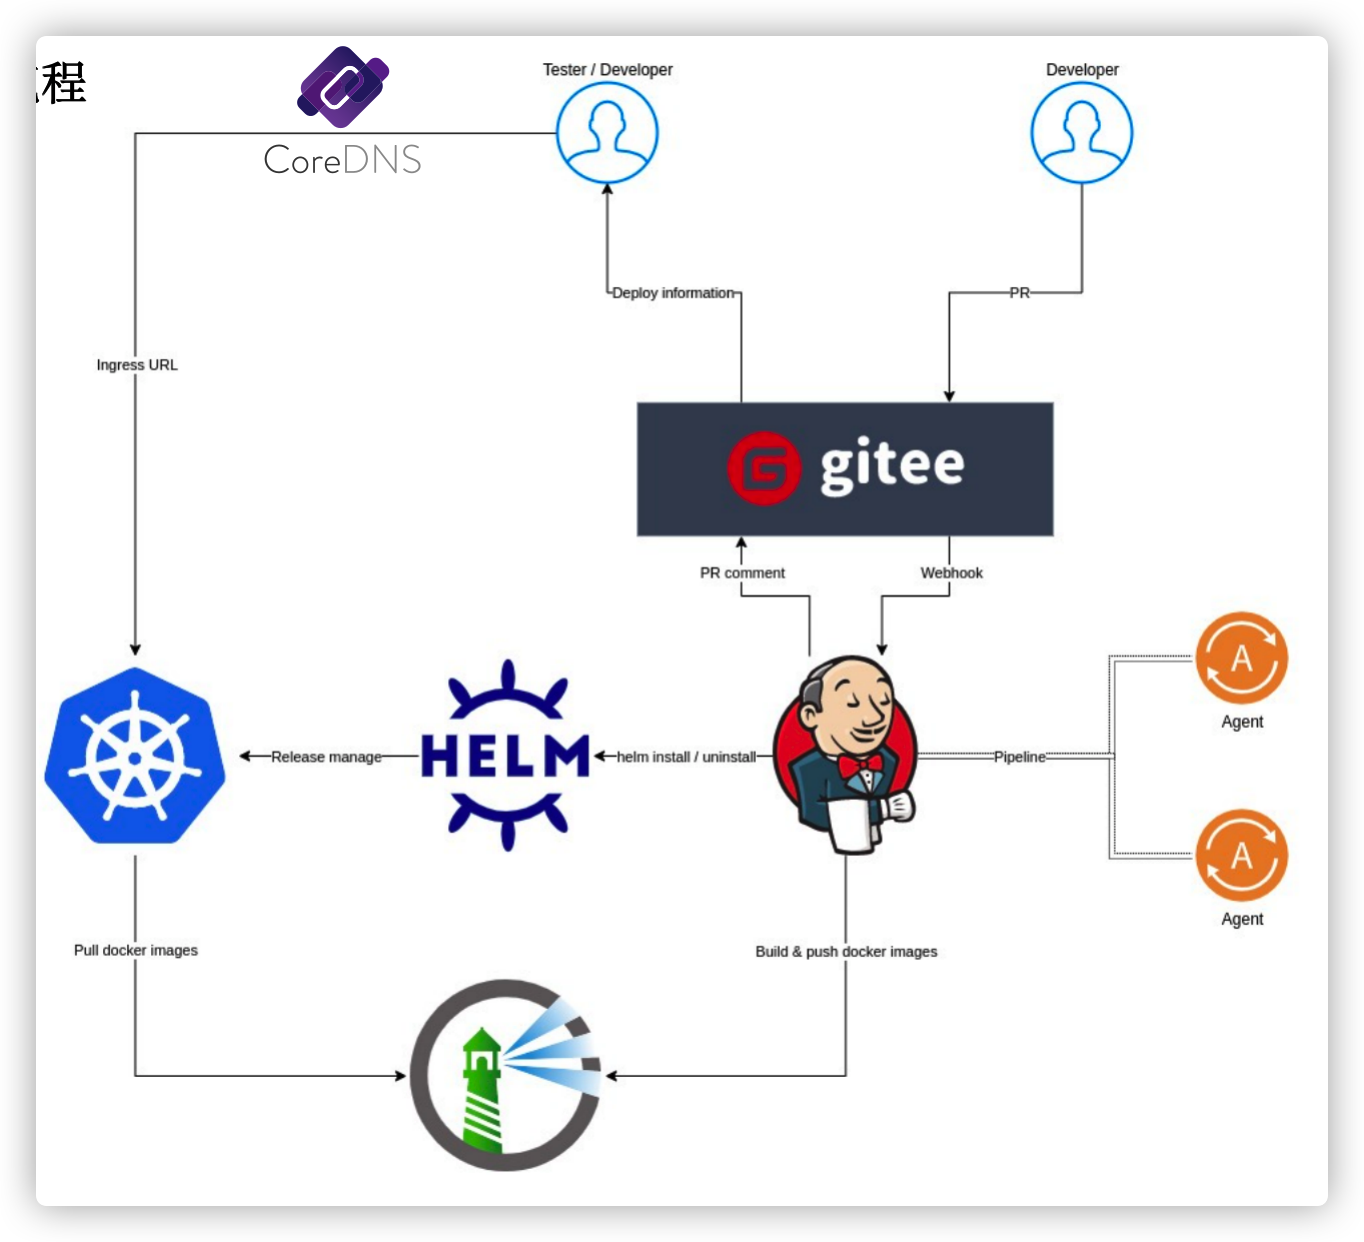 程
Tester / Developer
Developer
CoreDNS
Deploy information
PR
Ingress URL
G gitee
PR comment
Webhook
A
Agent
HELM
Release manage
helm install / uninstall
Pipeline
A
Agent
Pull docker images
Build & push docker images